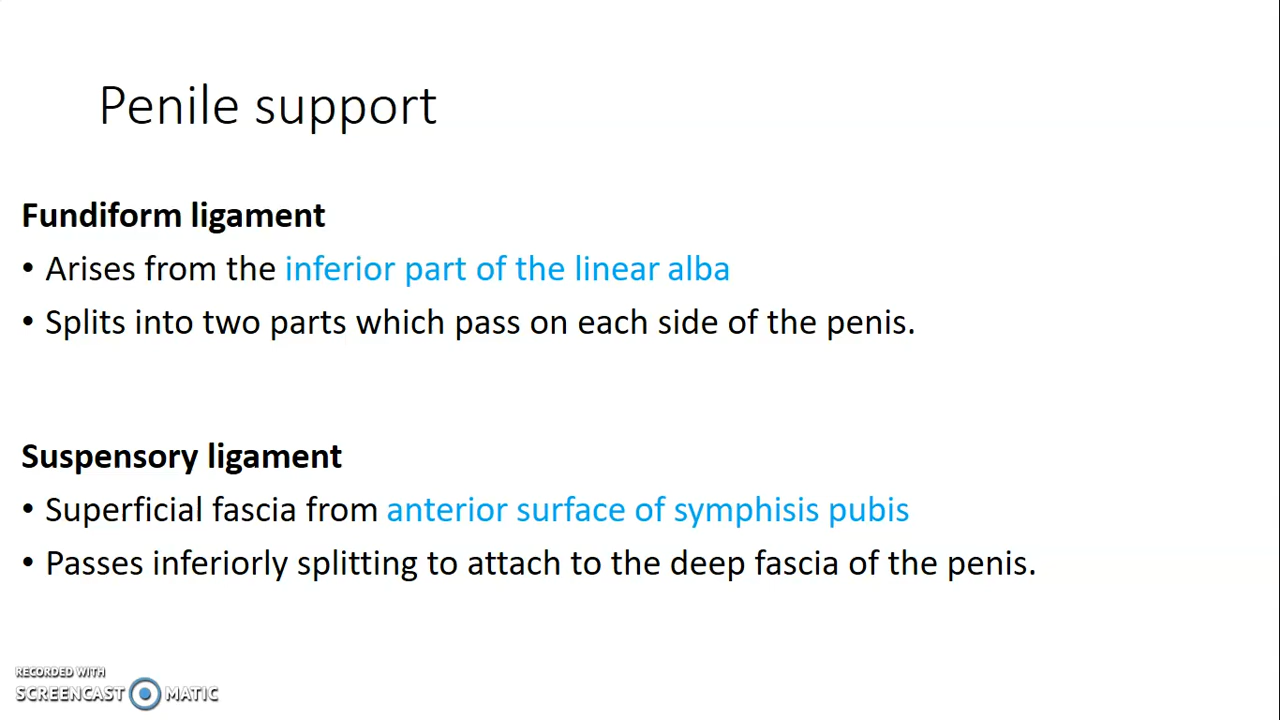 Penile support
Fundiform ligament
• Arises from the inferior part of the linear alba
• Splits into two parts which pass on each side of the penis.
Suspensory ligament
• Superficial fascia from anterior surface of symphisis pubis
• Passes inferiorly splitting to attach to the deep fascia of the penis.
RECORDED WITH
SCREENCAST MATIC